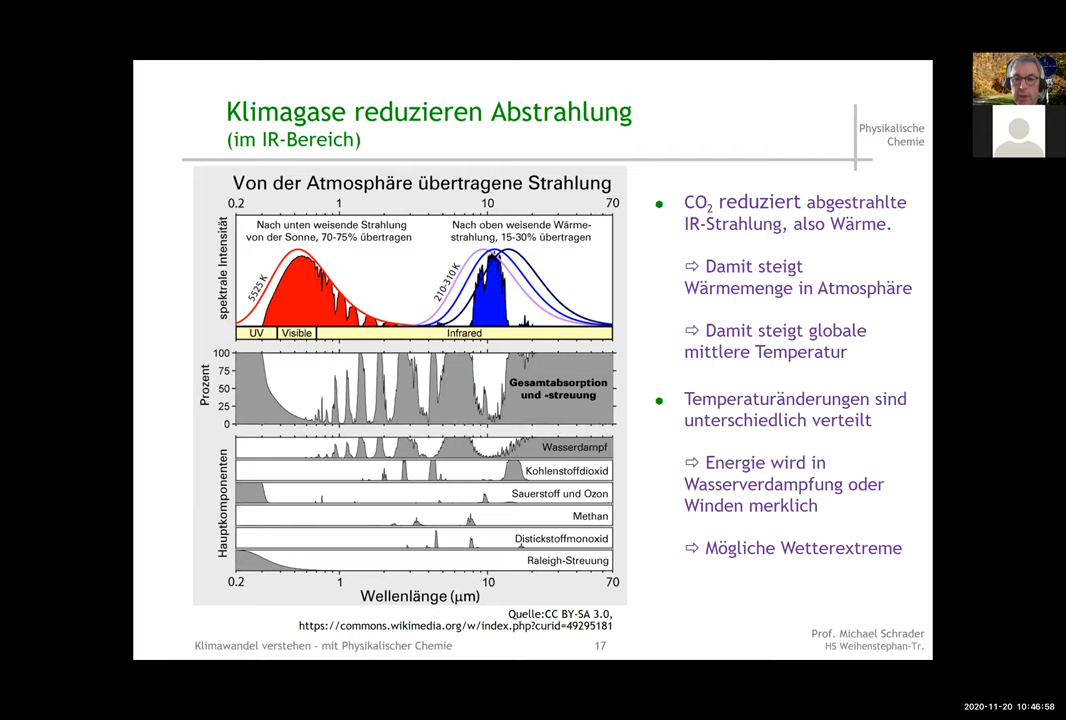 Klimagase reduzieren Abstrahlung
(im IR-Bereich)
Physikalische
Chemie
Von der Atmosphäre übertragene Strahlung
0.2 1 10 70
spektrale Intensität
Nach unten weisende Strahlung
von der Sonne, 70-75% übertragen
Nach oben weisende Wärme-
strahlung, 15-30% übertragen
5525 K
210-310 K
UV Visible Infrared
Prozent
100
75
50
25
0
Gesamtabsorption
und -streuung
Hauptkomponenten
Wasserdampf
Kohlenstoffdioxid
Sauerstoff und Ozon
Methan
Distickstoffmonoxid
Raleigh-Streuung
0.2 1 10 70
Wellenlänge (µm)
Quelle:CC BY-SA 3.0,
https://commons.wikimedia.org/w/index.php?curid=49295181
CO₂ reduziert abgestrahlte
IR-Strahlung, also Wärme.
⇨ Damit steigt
Wärmemenge in Atmosphäre
⇨ Damit steigt globale
mittlere Temperatur
Temperaturänderungen sind
unterschiedlich verteilt
⇨ Energie wird in
Wasserverdampfung oder
Winden merklich
⇨ Mögliche Wetterextreme
Klimawandel verstehen - mit Physikalischer Chemie
17
Prof. Michael Schrader
HS Weihenstephan-Tr.
2020-11-20 10:46:58